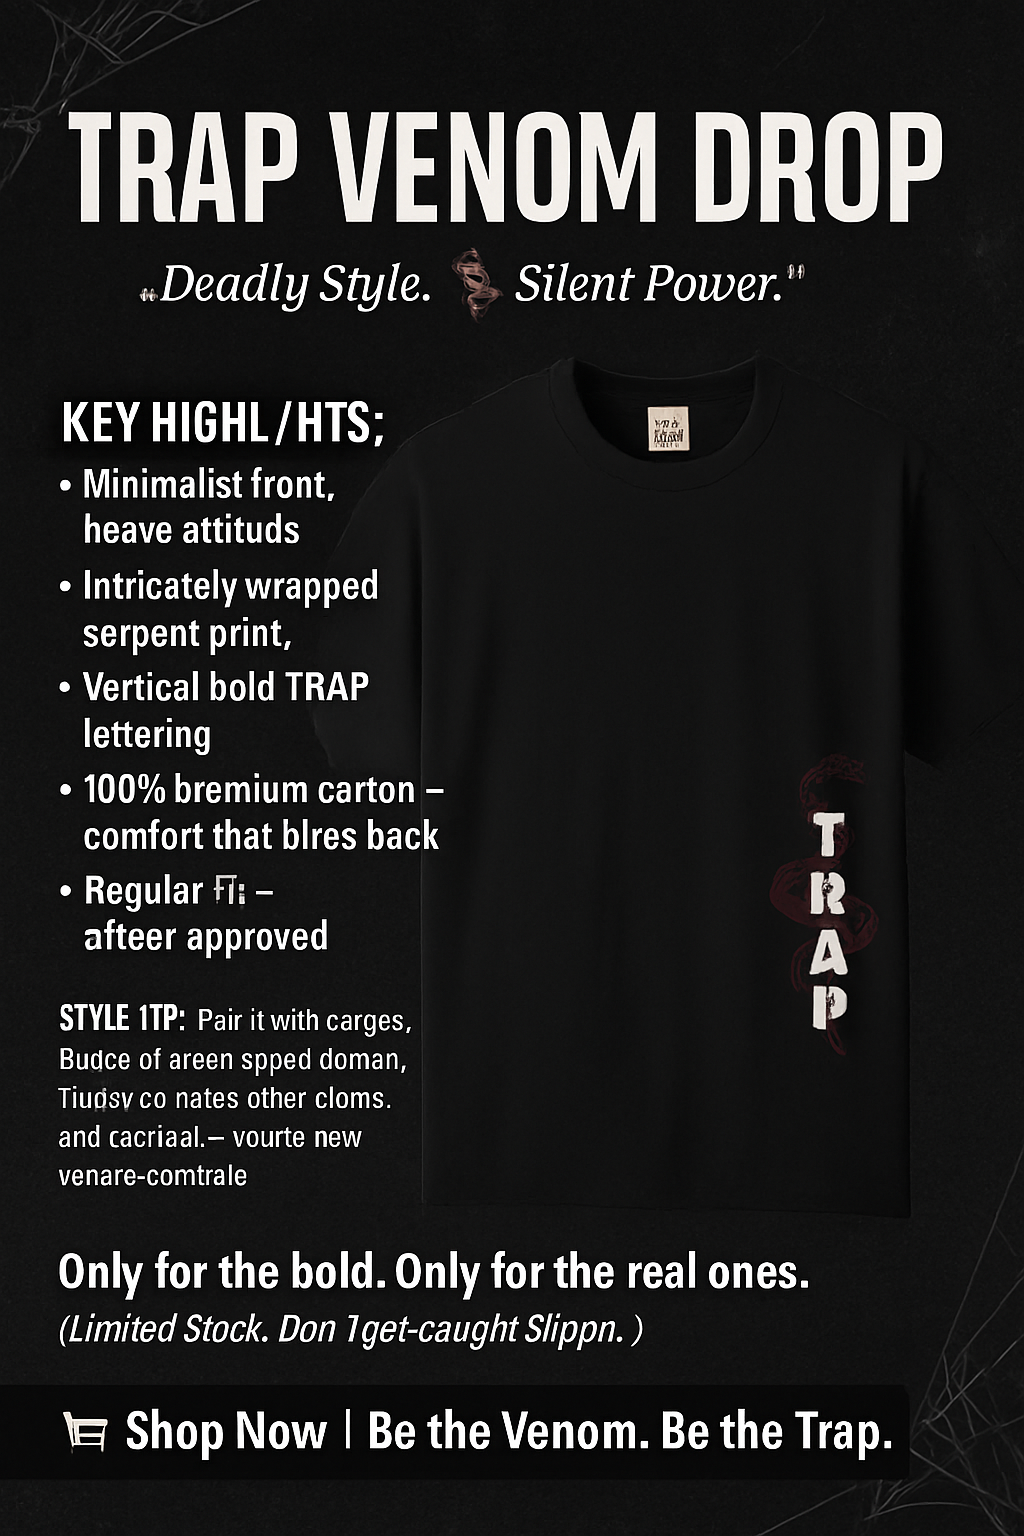 TRAP VENOM DROP
„Deadly Style. Silent Power."
KEY HIGHL/HTS;
• Minimalist front,
heave attituds
• Intricately wrapped
serpent print,
• Vertical bold TRAP
lettering
• 100% bremium carton –
comfort that blres back
• Regular –
afteer approved
STYLE 1TP: Pair it with carges,
Budce of areen spped doman,
co nates other cloms.
and cacriaal.– vourte new
venare-comtrale
T
R
A
P
Only for the bold. Only for the real ones.
(Limited Stock. Don 1get-caught Slippn. )
Shop Now | Be the Venom. Be the Trap.